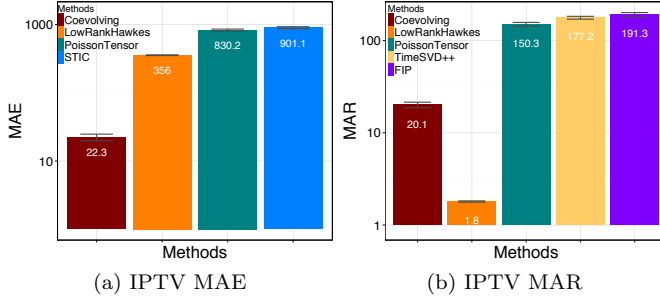 Methods
Coevolving
LowRankHawkes
PoissonTensor
STIC
1000
10
MAE
22.3
356
830.2
901.1
Methods
(a) IPTV MAE
Methods
Coevolving
LowRankHawkes
PoissonTensor
TimeSVD++
FIP
100
10
1
MAR
20.1
1.8
150.3
177.2
191.3
Methods
(b) IPTV MAR